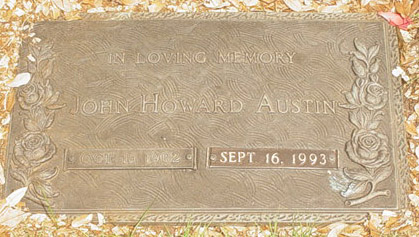 IN LOVING MEMORY
JOHN HOWARD AUSTIN
SEPT 16, 1993